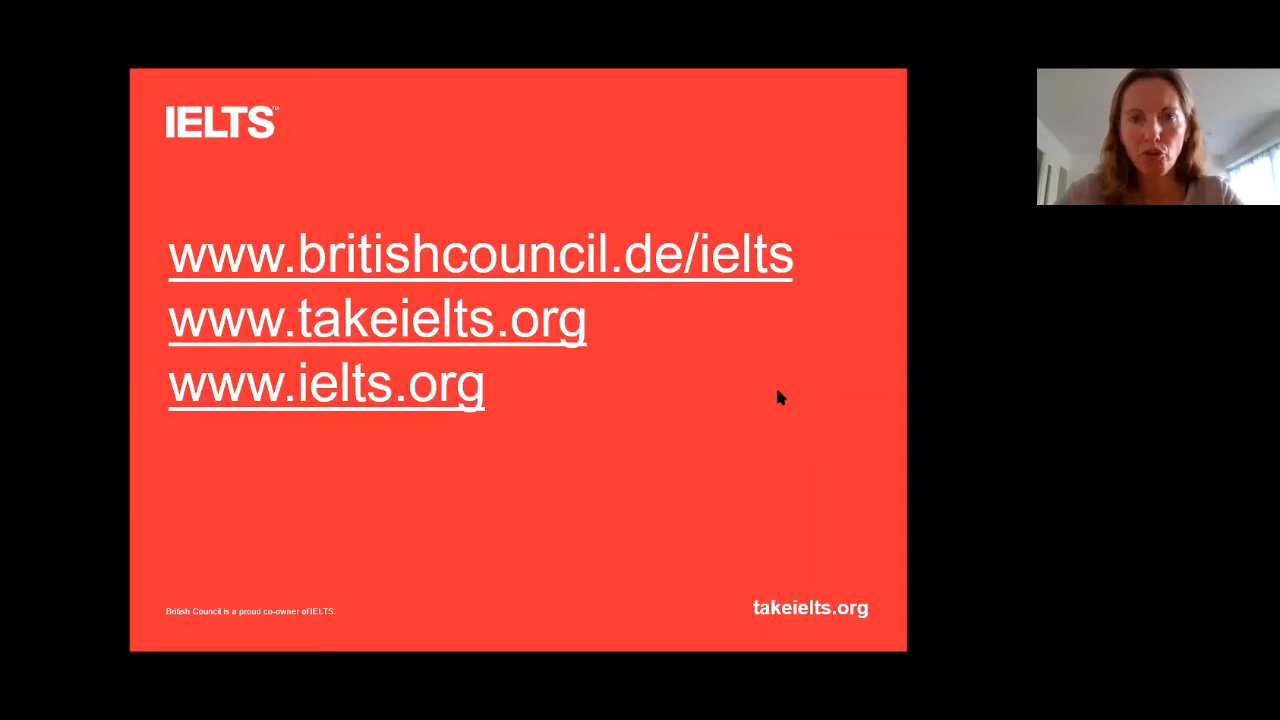 IELTS™
www.britishcouncil.de/ielts
www.takeielts.org
www.ielts.org
British Council is a proud co-owner of IELTS.
takeielts.org